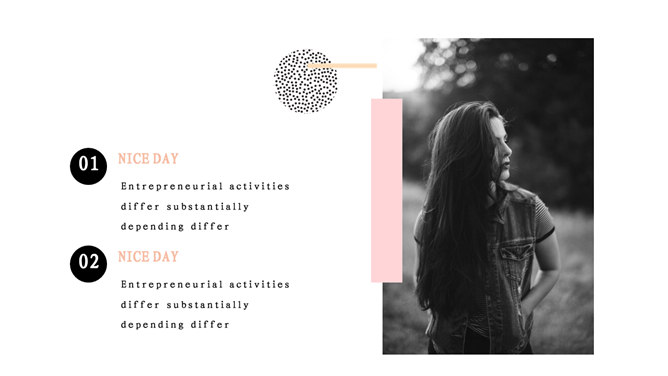 01
NICE DAY
Entrepreneurial activities
differ substantially
depending differ
02
NICE DAY
Entrepreneurial activities
differ substantially
depending differ